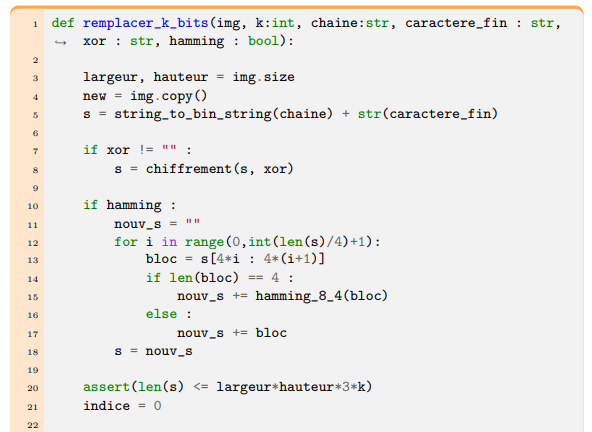 1 def remplacer_k_bits(img, k:int, chaine:str, caractere_fin : str,
↪ xor : str, hamming : bool):
2
3 largeur, hauteur = img.size
4 new = img.copy()
5 s = string_to_bin_string(chaine) + str(caractere_fin)
6
7 if xor != "" :
8 s = chiffrement(s, xor)
9
10 if hamming :
11 nouv_s = ""
12 for i in range(0,int(len(s)/4)+1):
13 bloc = s[4*i : 4*(i+1)]
14 if len(bloc) == 4 :
15 nouv_s += hamming_8_4(bloc)
16 else :
17 nouv_s += bloc
18 s = nouv_s
19
20 assert(len(s) <= largeur*hauteur*3*k)
21 indice = 0
22